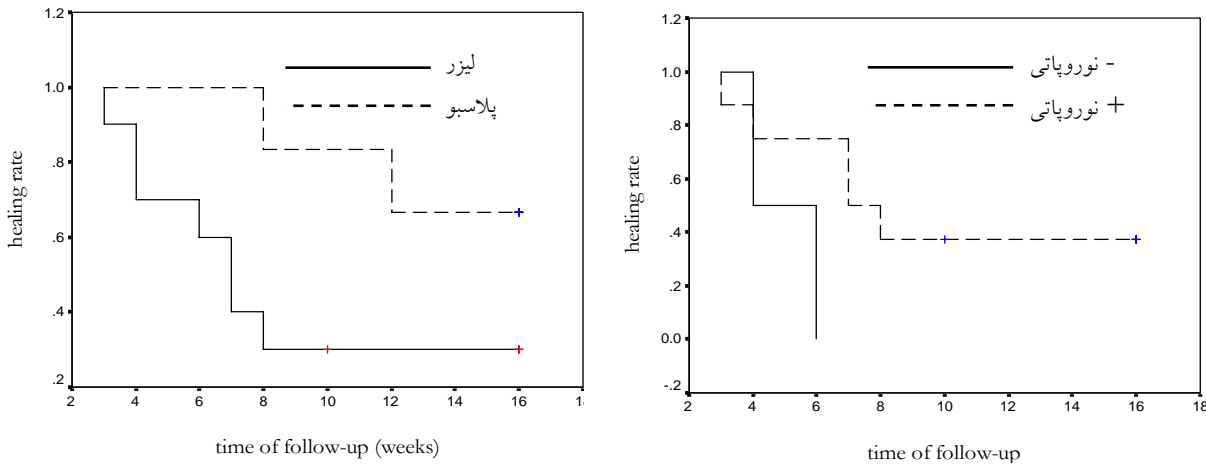 1.2
1.0
.8
.6
.4
.2
healing rate
لیزر
پلاسبو
2 4 6 8 10 12 14 16 18
time of follow-up (weeks)
1.2
1.0
.8
.6
.4
.2
0.0
-.2
healing rate
نوروپاتی -
نوروپاتی +
2 4 6 8 10 12 14 16 18
time of follow-up